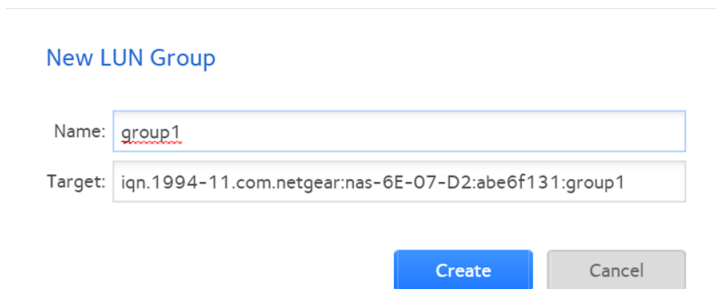 New LUN Group
Name: group1
Target: iqn.1994-11.com.netgear:nas-6E-07-D2:abe6f131:group1
Create Cancel